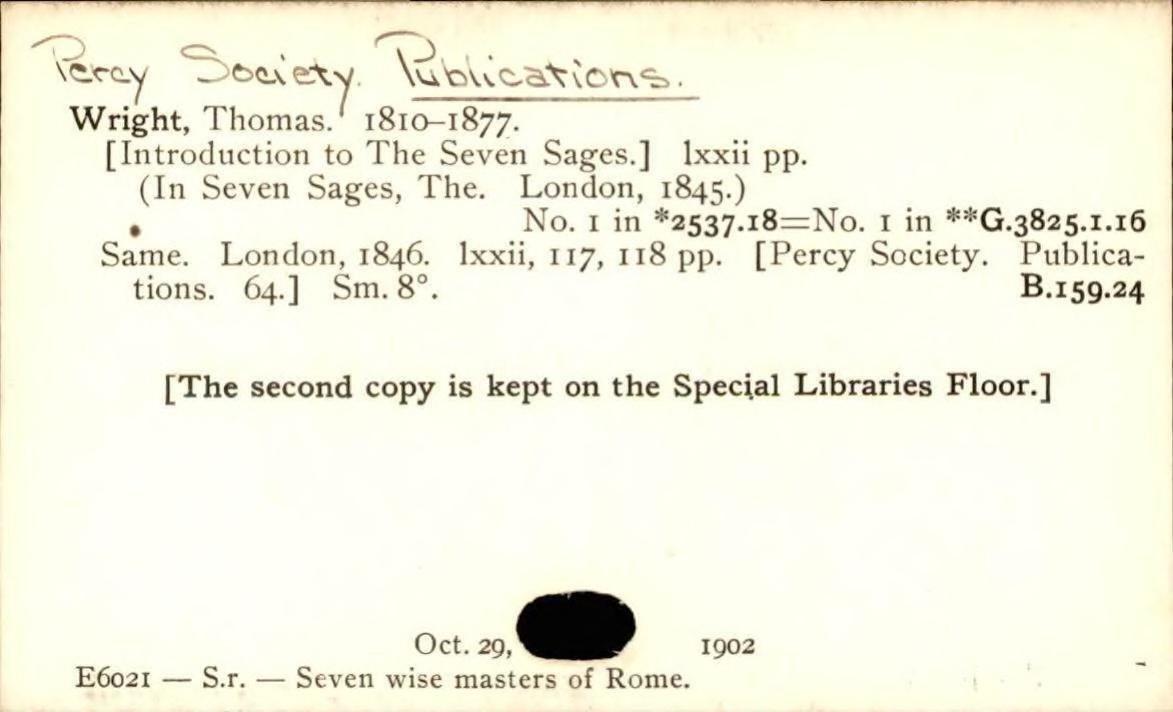 Percy Society. Publications.
Wright, Thomas. 1810–1877.
[Introduction to The Seven Sages.] lxxii pp.
(In Seven Sages, The. London, 1845.)
No. 1 in *2537.18=No. 1 in **G.3825.1.16
Same. London, 1846. lxxii, 117, 118 pp. [Percy Society. Publica-
tions. 64.] Sm. 8°. B.159.24
[The second copy is kept on the Special Libraries Floor.]
Oct. 29, 1902
E6021 — S.r. — Seven wise masters of Rome.